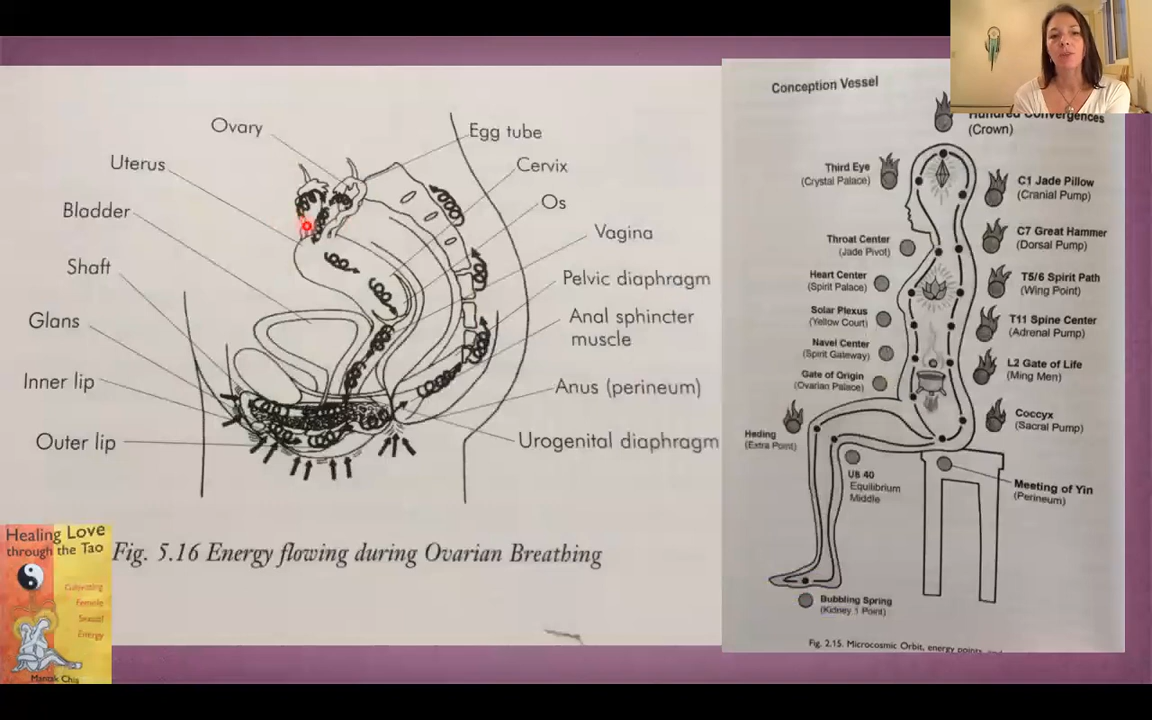 Ovary
Egg tube
Uterus
Cervix
Bladder
Os
Shaft
Vagina
Glans
Pelvic diaphragm
Anal sphincter
muscle
Inner lip
Anus (perineum)
Outer lip
Urogenital diaphragm
Fig. 5.16 Energy flowing during Ovarian Breathing
Healing Love
through the Tao
Cultivating
Female
Sexual
Energy
Mantak Chia
Conception Vessel
Hundred Convergences
(Crown)
Third Eye
(Crystal Palace)
C1 Jade Pillow
(Cranial Pump)
Throat Center
(Jade Pivot)
C7 Great Hammer
(Dorsal Pump)
Heart Center
(Spirit Palace)
T5/6 Spirit Path
(Wing Point)
Solar Plexus
(Yellow Court)
T11 Spine Center
(Adrenal Pump)
Navel Center
(Spirit Gateway)
L2 Gate of Life
(Ming Men)
Gate of Origin
(Ovarian Palace)
Coccyx
(Sacral Pump)
Heding
(Extra Point)
UB 40
Equilibrium
Middle
Meeting of Yin
(Perineum)
Bubbling Spring
(Kidney 1 Point)
Fig. 2.15. Microcosmic Orbit, energy points,